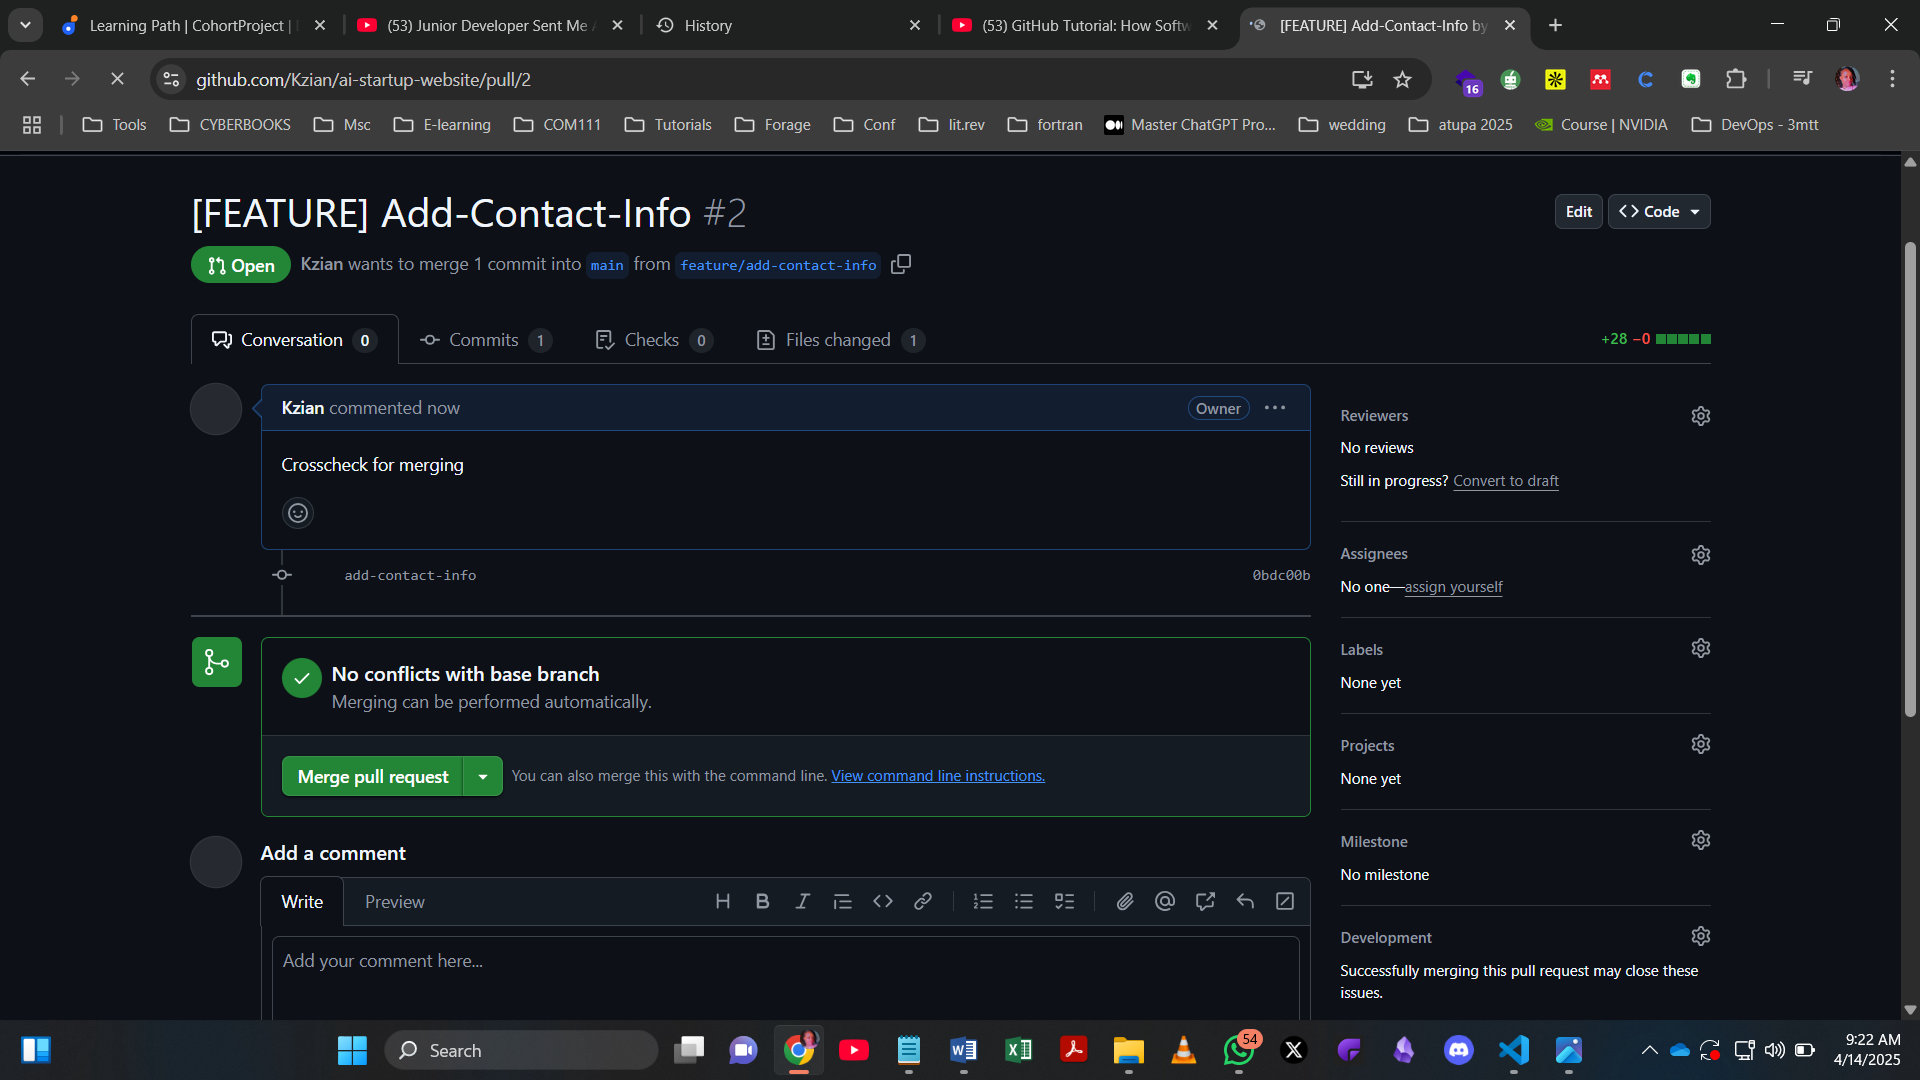 Learning Path | CohortProject |
(53) Junior Developer Sent Me
History
(53) GitHub Tutorial: How Softw
[FEATURE] Add-Contact-Info by
github.com/Kzian/ai-startup-website/pull/2
16
Tools
CYBERBOOKS
Msc
E-learning
COM111
Tutorials
Forage
Conf
lit.rev
fortran
Master ChatGPT Pro...
wedding
atupa 2025
Course | NVIDIA
DevOps - 3mtt
[FEATURE] Add-Contact-Info #2
Edit
Code
Open
Kzian wants to merge 1 commit into main from feature/add-contact-info
Conversation 0
Commits 1
Checks 0
Files changed 1
+28 −0
Kzian commented now
Owner
Crosscheck for merging
add-contact-info
0bdc00b
No conflicts with base branch
Merging can be performed automatically.
Merge pull request
You can also merge this with the command line. View command line instructions.
Add a comment
Write
Preview
Add your comment here...
Reviewers
No reviews
Still in progress? Convert to draft
Assignees
No one—assign yourself
Labels
None yet
Projects
None yet
Milestone
No milestone
Development
Successfully merging this pull request may close these
issues.
Search
54
9:22 AM
4/14/2025